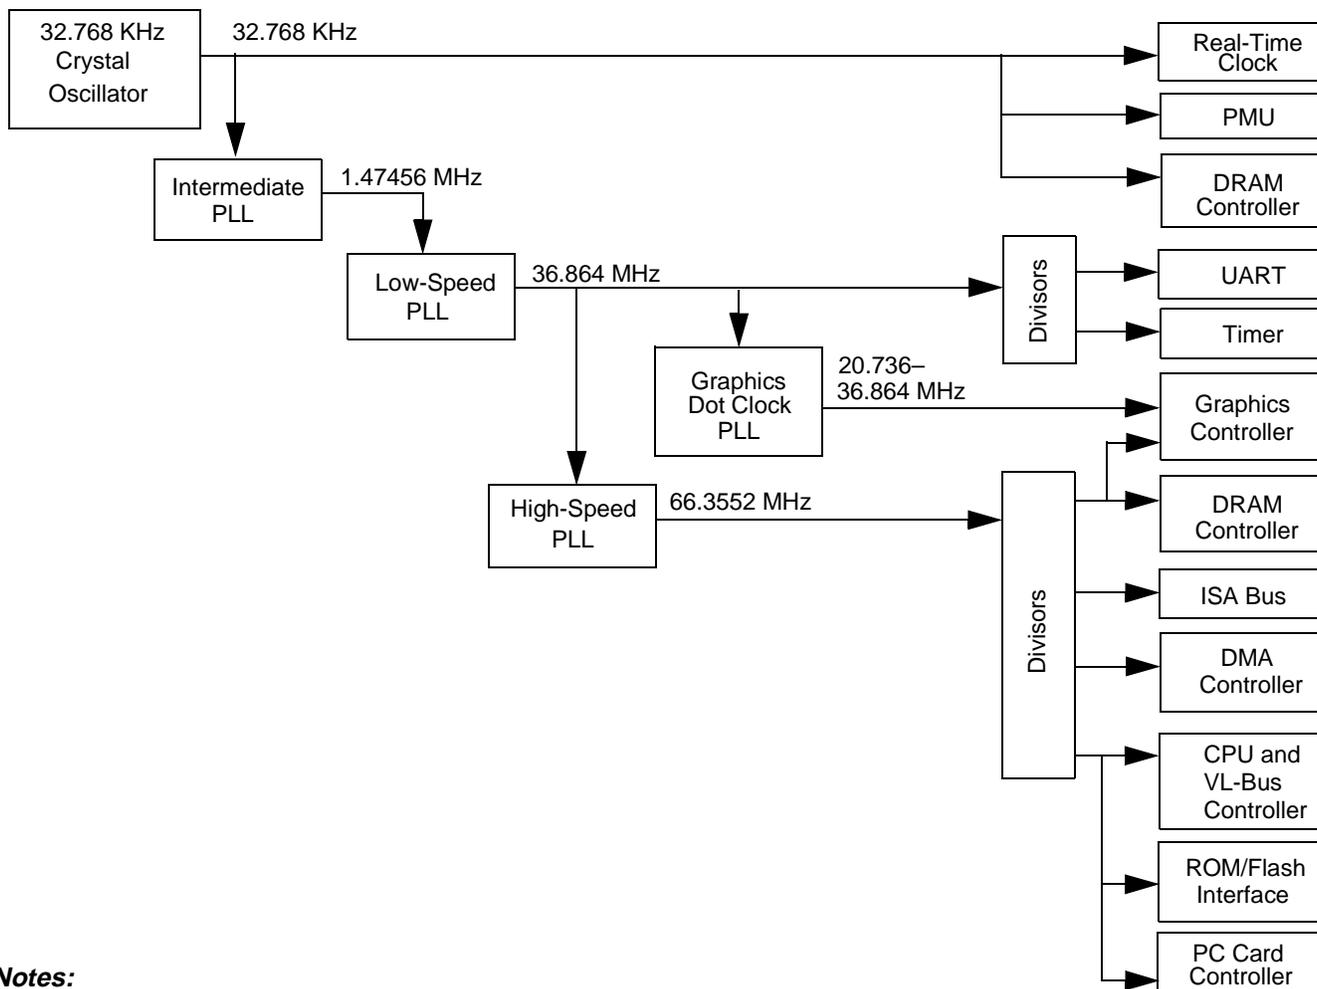 32.768 KHz
Crystal
Oscillator
32.768 KHz
Real-Time
Clock
PMU
Intermediate
PLL
1.47456 MHz
DRAM
Controller
Low-Speed
PLL
36.864 MHz
Divisors
UART
Timer
Graphics
Dot Clock
PLL
20.736–
36.864 MHz
Graphics
Controller
High-Speed
PLL
66.3552 MHz
Divisors
DRAM
Controller
ISA Bus
DMA
Controller
CPU and
VL-Bus
Controller
ROM/Flash
Interface
PC Card
Controller
Notes: